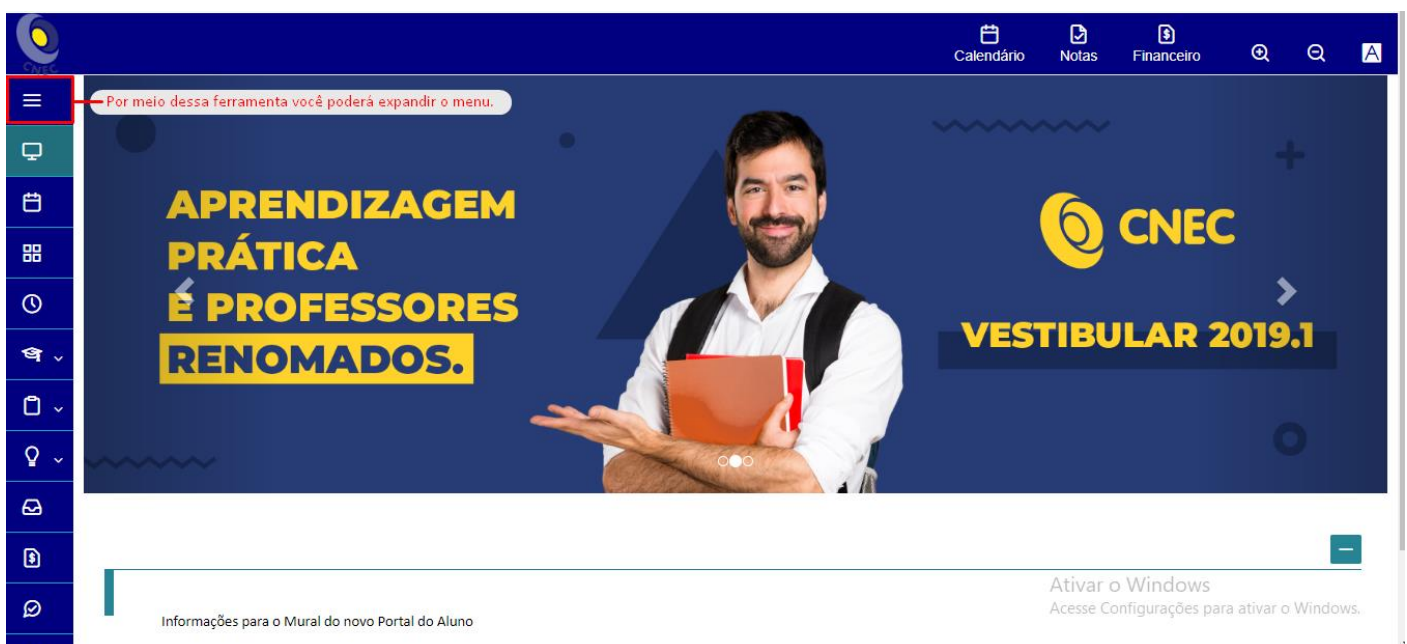 CNEC
Calendário
Notas
Financeiro
A
Por meio dessa ferramenta você poderá expandir o menu.
APRENDIZAGEM
PRÁTICA
E PROFESSORES
RENOMADOS.
CNEC
VESTIBULAR 2019.1
Ativar o Windows
Acesse Configurações para ativar o Windows.
Informações para o Mural do novo Portal do Aluno